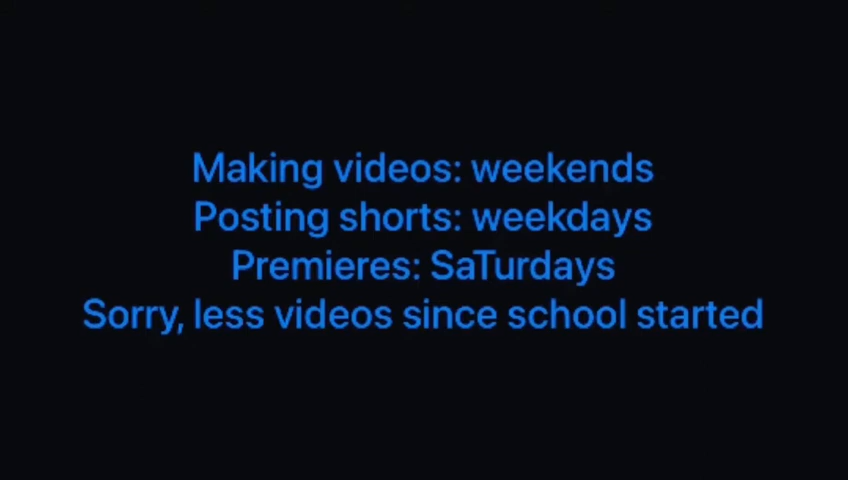 Making videos: weekends
Posting shorts: weekdays
Premieres: SaTurdays
Sorry, less videos since school started